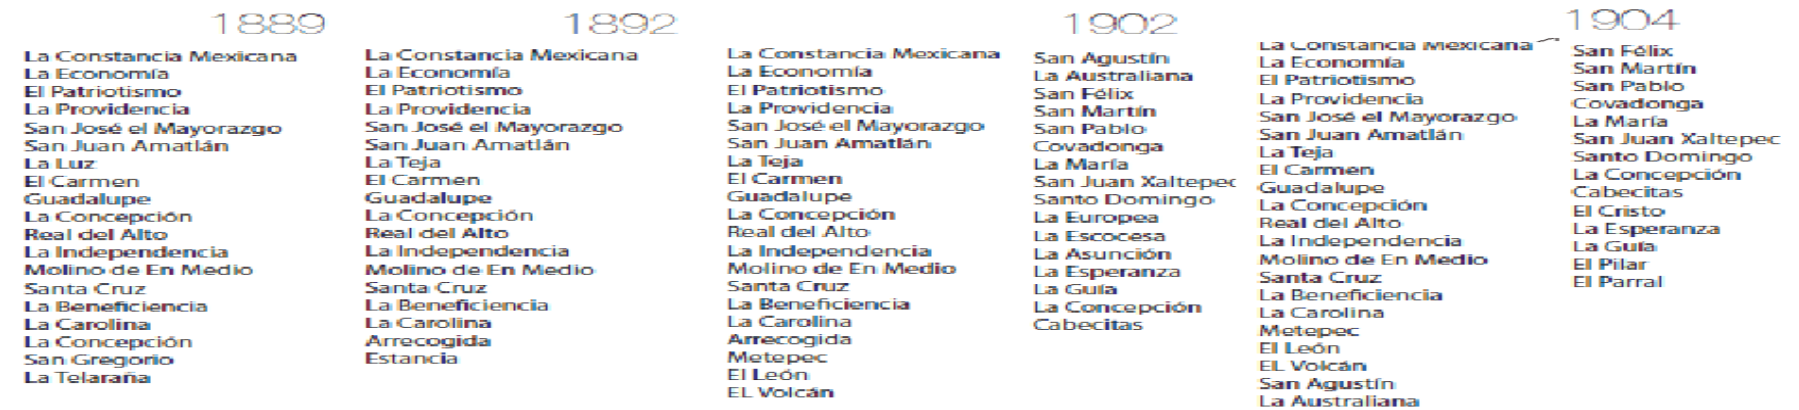 1889
La Constancia Mexicana
La Economía
El Patriotismo
La Providencia
San José el Mayorazgo
San Juan Amatlán
La Luz
El Carmen
Guadalupe
La Concepción
Real del Alto
La Independencia
Molino de En Medio
Santa Cruz
La Beneficiencia
La Carolina
La Concepción
San Gregorio
La Telaraña
1892
La Constancia Mexicana
La Economía
El Patriotismo
La Providencia
San José el Mayorazgo
San Juan Amatlán
La Teja
El Carmen
Guadalupe
La Concepción
Real del Alto
La Independencia
Molino de En Medio
Santa Cruz
La Beneficiencia
La Carolina
Arrecogida
Estancia
1902
La Constancia Mexicana
La Economía
El Patriotismo
La Providencia
San José el Mayorazgo
San Juan Amatlán
La Teja
El Carmen
Guadalupe
La Concepción
Real del Alto
La Independencia
Molino de En Medio
Santa Cruz
La Beneficiencia
La Carolina
Arrecogida
Metepec
El León
EL Volcán
San Agustín
La Australiana
San Félix
San Martín
San Pablo
Covadonga
La María
San Juan Xaltepec
Santo Domingo
La Europea
La Escocesa
La Asunción
La Esperanza
La Guía
La Concepción
Cabecitas
1904
La Constancia Mexicana
La Economía
El Patriotismo
La Providencia
San José el Mayorazgo
San Juan Amatlán
La Teja
El Carmen
Guadalupe
La Concepción
Real del Alto
La Independencia
Molino de En Medio
Santa Cruz
La Beneficiencia
La Carolina
Metepec
El León
EL Volcán
San Agustín
La Australiana
San Félix
San Martín
San Pablo
Covadonga
La María
San Juan Xaltepec
Santo Domingo
La Concepción
Cabecitas
El Cristo
La Esperanza
La Guía
El Pilar
El Parral